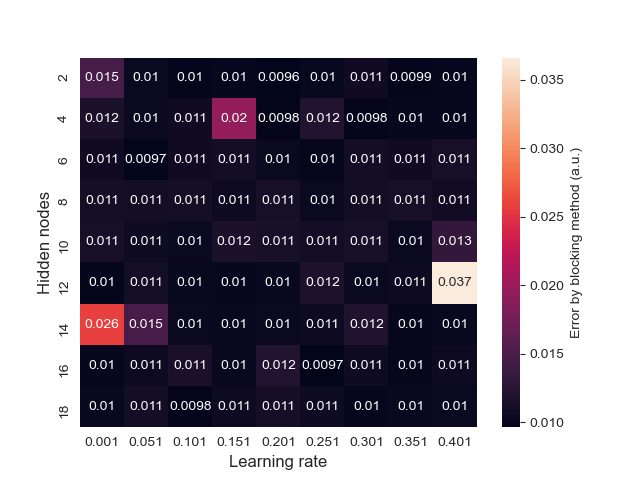 2 0.015 0.01 0.01 0.01 0.0096 0.01 0.011 0.0099 0.01
4 0.012 0.01 0.011 0.02 0.0098 0.012 0.0098 0.01 0.01
6 0.011 0.0097 0.011 0.011 0.01 0.01 0.011 0.011 0.011
8 0.011 0.011 0.011 0.011 0.011 0.01 0.011 0.011 0.011
10 0.011 0.011 0.01 0.012 0.011 0.011 0.011 0.01 0.013
12 0.01 0.011 0.01 0.01 0.01 0.012 0.01 0.011 0.037
14 0.026 0.015 0.01 0.01 0.01 0.011 0.012 0.01 0.01
16 0.01 0.011 0.011 0.01 0.012 0.0097 0.011 0.01 0.011
18 0.01 0.011 0.0098 0.011 0.011 0.011 0.01 0.01 0.01
0.001 0.051 0.101 0.151 0.201 0.251 0.301 0.351 0.401
Learning rate
Hidden nodes
0.035
0.030
0.025
0.020
0.015
0.010
Error by blocking method (a.u.)